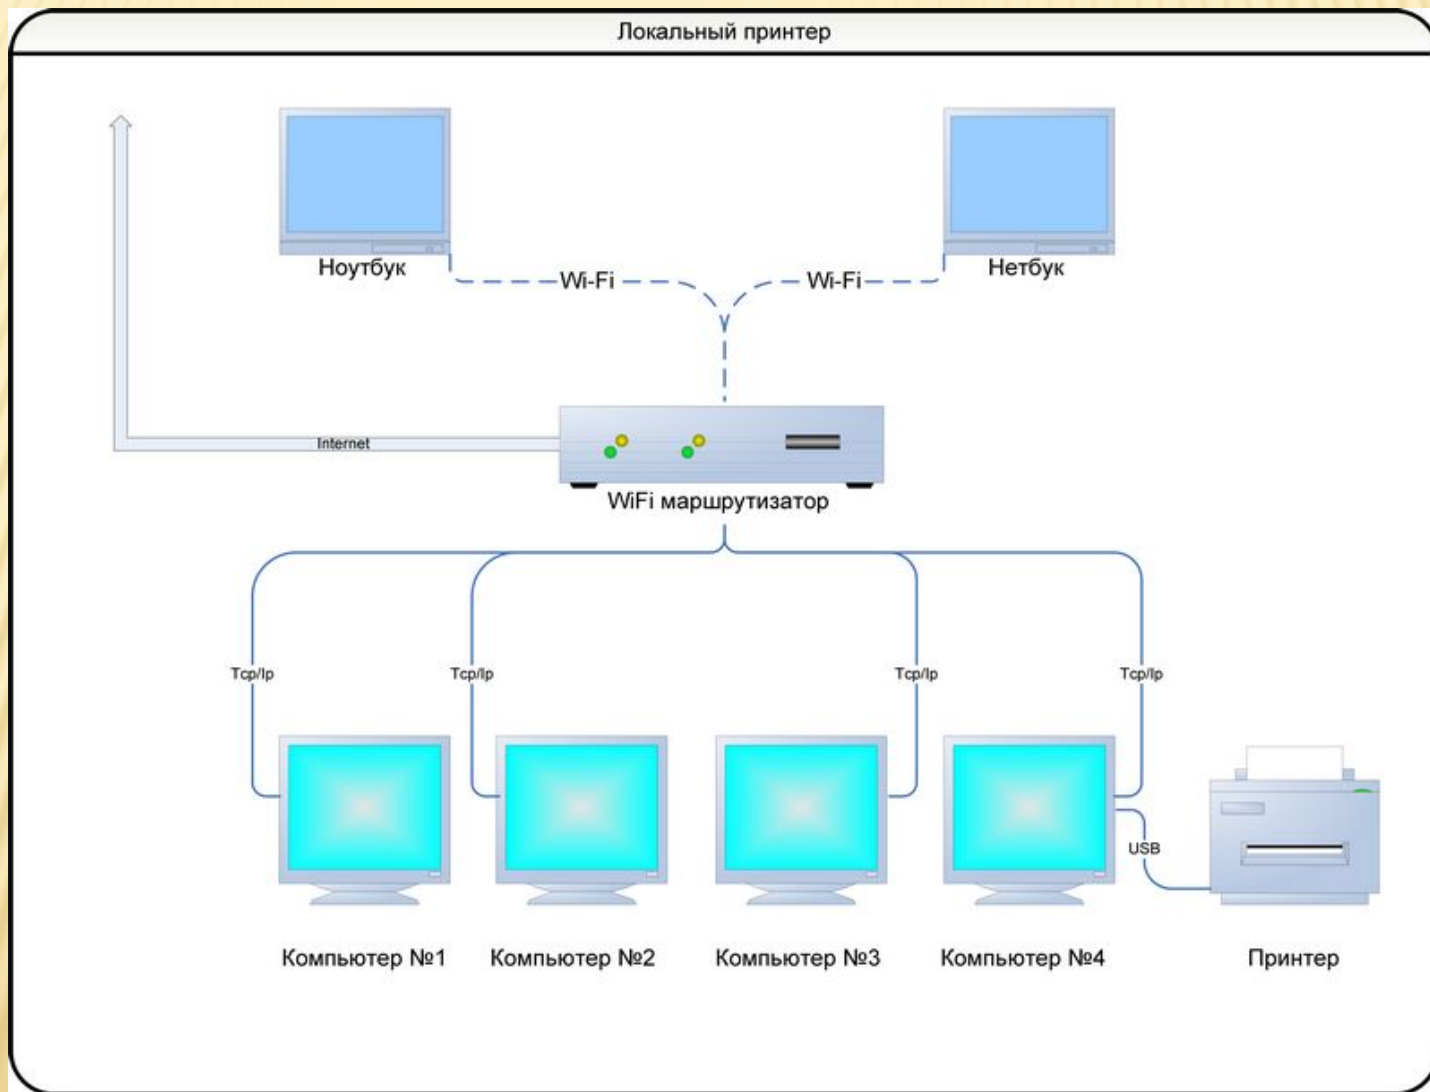 Локальный принтер
Ноутбук
Нетбук
Wi-Fi
Wi-Fi
Internet
WiFi маршрутизатор
Tcp/Ip
Tcp/Ip
Tcp/Ip
Tcp/Ip
USB
Компьютер №1
Компьютер №2
Компьютер №3
Компьютер №4
Принтер